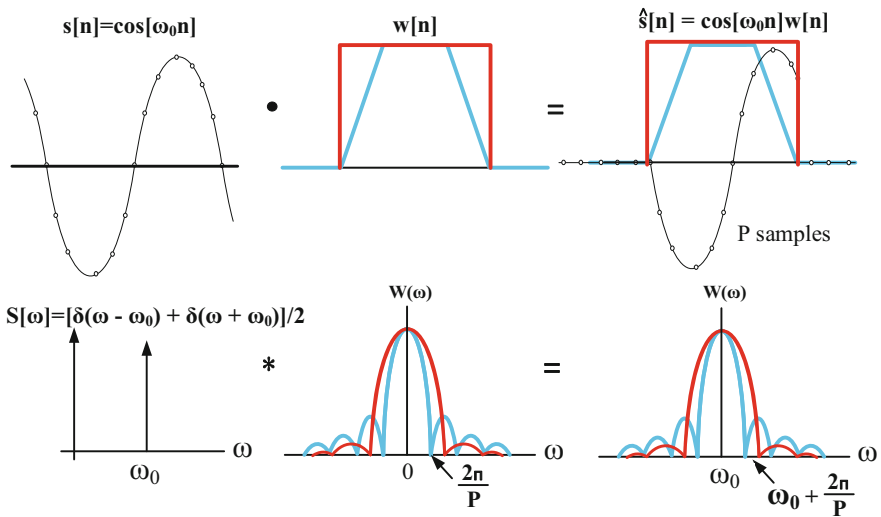 s[n]=cos[ω₀n]
w[n]
ŝ[n] = cos[ω₀n]w[n]
•
=
P samples
S[ω]=[δ(ω - ω₀) + δ(ω + ω₀)]/2
W(ω)
W(ω)
*
=
ω₀
ω
0
2π
P
ω
ω₀
ω₀ + 2π
P
ω